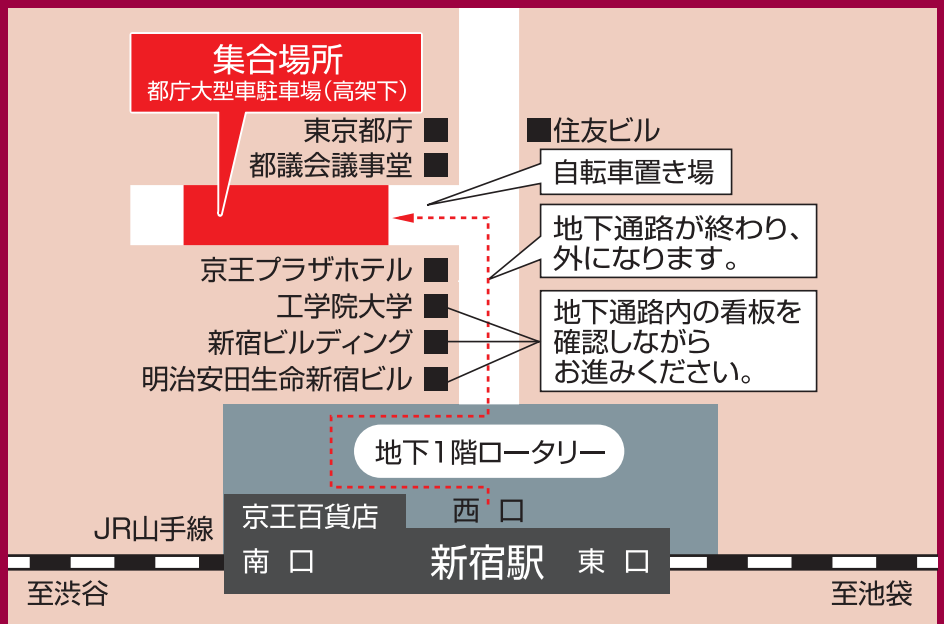 集合場所
都庁大型車駐車場(高架下)
東京都庁
住友ビル
都議会議事堂
自転車置き場
地下通路が終わり、
外になります。
京王プラザホテル
工学院大学
新宿ビルディング
明治安田生命新宿ビル
地下通路内の看板を
確認しながら
お進みください。
地下1階ロータリー
西口
京王百貨店
JR山手線
南口
新宿駅
東口
至渋谷
至池袋